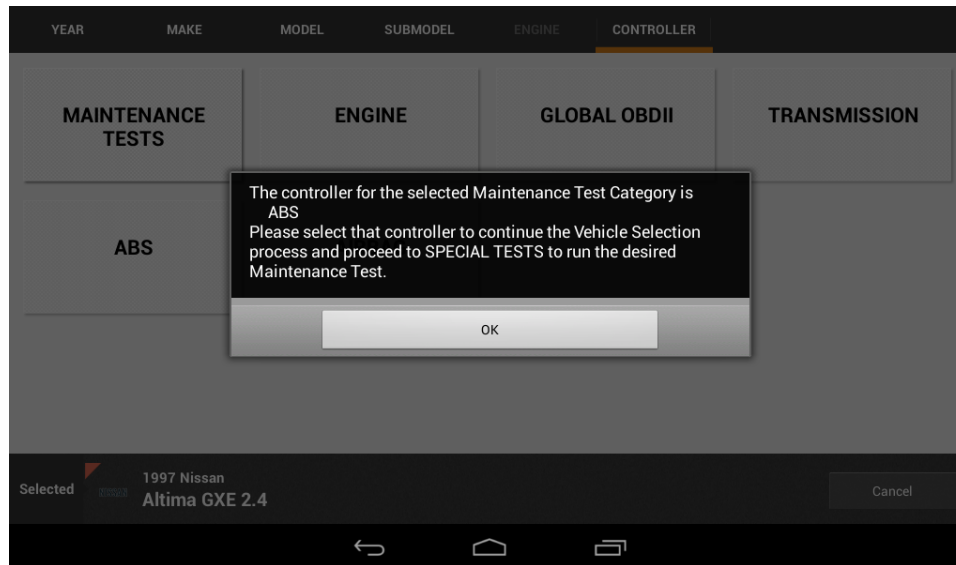 YEAR MAKE MODEL SUBMODEL ENGINE CONTROLLER
MAINTENANCE
TESTS
ENGINE
GLOBAL OBDII
TRANSMISSION
The controller for the selected Maintenance Test Category is
ABS
Please select that controller to continue the Vehicle Selection
process and proceed to SPECIAL TESTS to run the desired
Maintenance Test.
ABS
OK
Selected
1997 Nissan
Altima GXE 2.4
Cancel